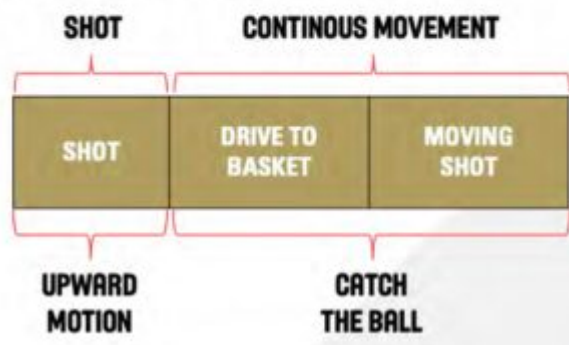 SHOT
CONTINOUS MOVEMENT
SHOT
DRIVE TO
BASKET
MOVING
SHOT
UPWARD
MOTION
CATCH
THE BALL